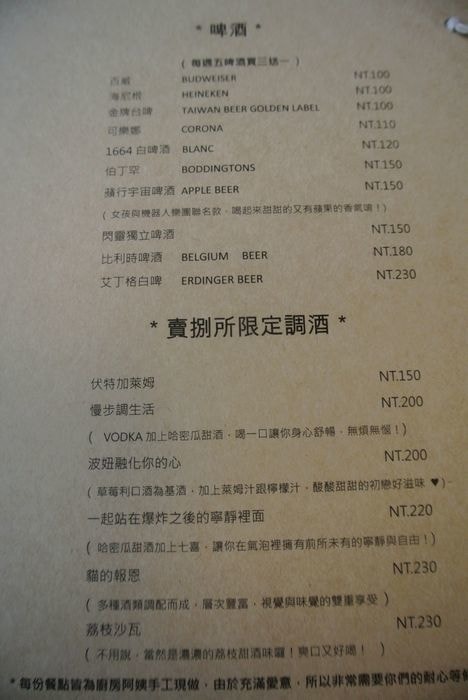 * 啤酒 *
( 每週五啤酒買三送一 )
百威 BUDWEISER NT.100
海尼根 HEINEKEN NT.100
金牌台啤 TAIWAN BEER GOLDEN LABEL NT.100
可樂娜 CORONA NT.110
1664 白啤酒 BLANC NT.120
伯丁罕 BODDINGTONS NT.150
蘋行宇宙啤酒 APPLE BEER NT.150
( 女孩與機器人樂團聯名款，喝起來甜甜的又有蘋果的香氣唷！)
閃靈獨立啤酒 NT.150
比利時啤酒 BELGIUM BEER NT.180
艾丁格白啤 ERDINGER BEER NT.230
* 賣捌所限定調酒 *
伏特加萊姆 NT.150
慢步調生活 NT.200
( VODKA 加上哈密瓜甜酒，喝一口讓你身心舒暢，無煩無惱！)
波妞融化你的心 NT.200
( 草莓利口酒為基酒，加上萊姆汁跟檸檬汁，酸酸甜甜的初戀好滋味 ♥)
一起站在爆炸之後的寧靜裡面 NT.220
( 哈密瓜甜酒加上七喜，讓你在氣泡裡擁有前所未有的寧靜與自由！)
貓的報恩 NT.230
( 多種酒類調配而成，層次豐富，視覺與味覺的雙重享受 )
荔枝沙瓦 NT.230
( 不用說，當然是濃濃的荔枝甜酒味囉！爽口又好喝！ )
*每份餐點皆為廚房阿姨手工現做，由於充滿愛意，所以非常需要你們的耐心等